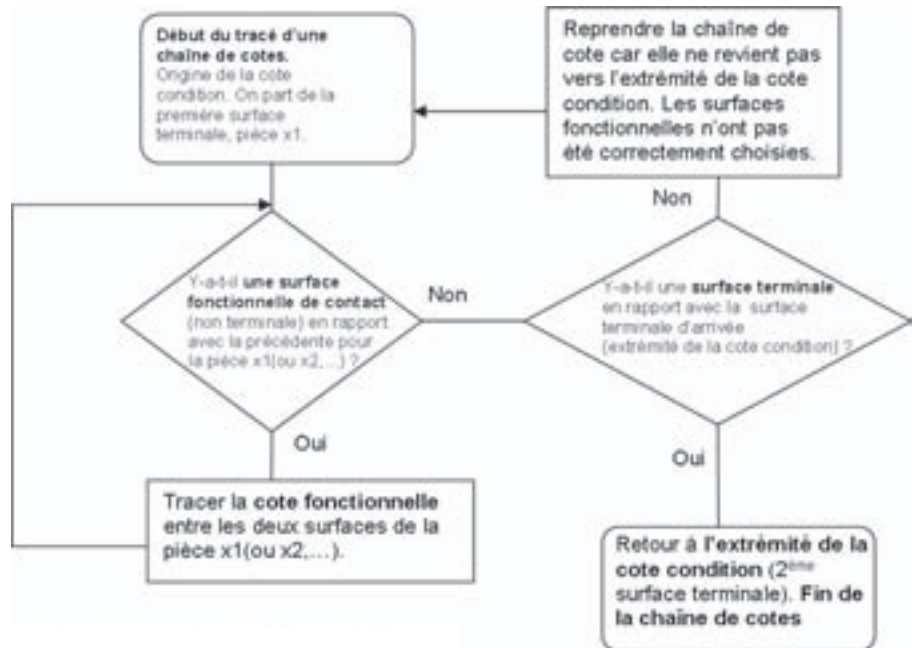 Début du tracé d'une
chaîne de cotes.
Origine de la cote
condition. On part de la
première surface
terminale, pièce x1.
Reprendre la chaîne de
cote car elle ne revient pas
vers l'extrémité de la cote
condition. Les surfaces
fonctionnelles n'ont pas
été correctement choisies.
Non
Y-a-t-il une surface
fonctionnelle de contact
(non terminale) en rapport
avec la précédente pour
la pièce x1(ou x2,...) ?
Non
Y-a-t-il une surface terminale
en rapport avec la surface
terminale d'arrivée
(extrémité de la cote condition) ?
Oui
Tracer la cote fonctionnelle
entre les deux surfaces de la
pièce x1(ou x2,...).
Oui
Retour à l'extrémité de la
cote condition (2ème
surface terminale). Fin de
la chaîne de cotes